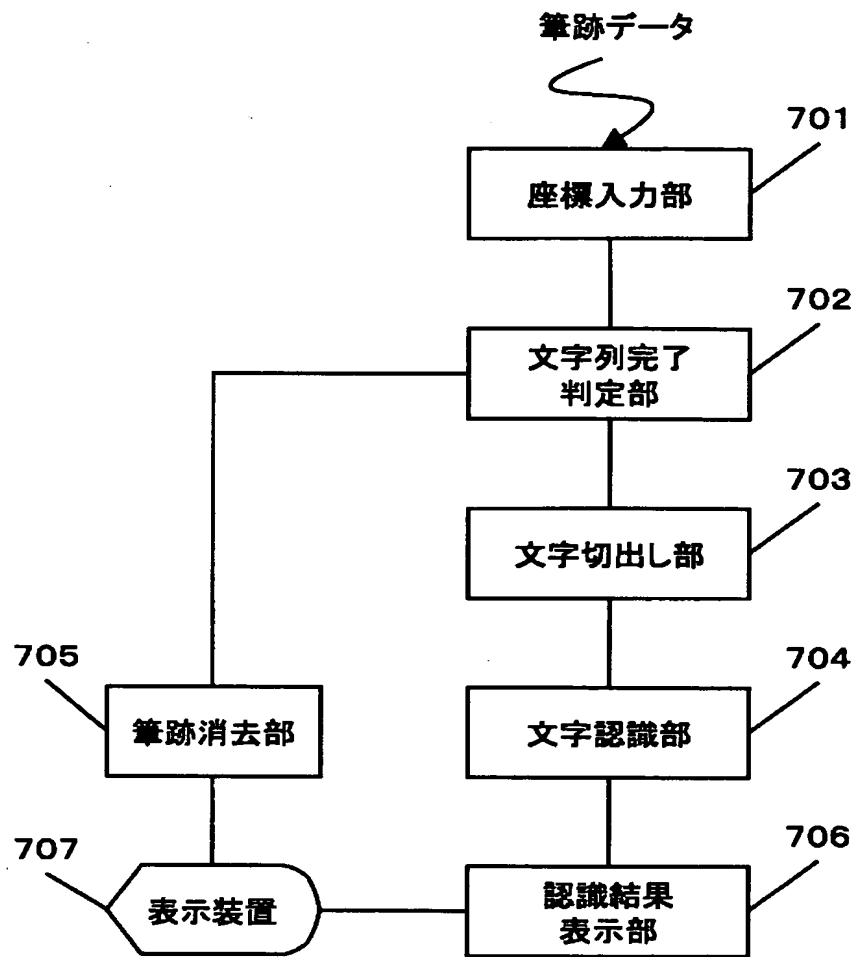 筆跡データ
701
座標入力部
702
文字列完了
判定部
703
文字切出し部
705
筆跡消去部
704
文字認識部
707
表示装置
706
認識結果
表示部